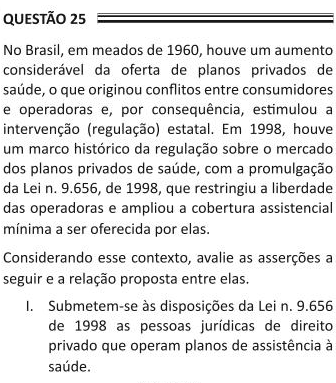 QUESTÃO 25
No Brasil, em meados de 1960, houve um aumento
considerável da oferta de planos privados de
saúde, o que originou conflitos entre consumidores
e operadoras e, por consequência, estimulou a
intervenção (regulação) estatal. Em 1998, houve
um marco histórico da regulação sobre o mercado
dos planos privados de saúde, com a promulgação
da Lei n. 9.656, de 1998, que restringiu a liberdade
das operadoras e ampliou a cobertura assistencial
mínima a ser oferecida por elas.
Considerando esse contexto, avalie as asserções a
seguir e a relação proposta entre elas.
I. Submetem-se às disposições da Lei n. 9.656
de 1998 as pessoas jurídicas de direito
privado que operam planos de assistência à
saúde.